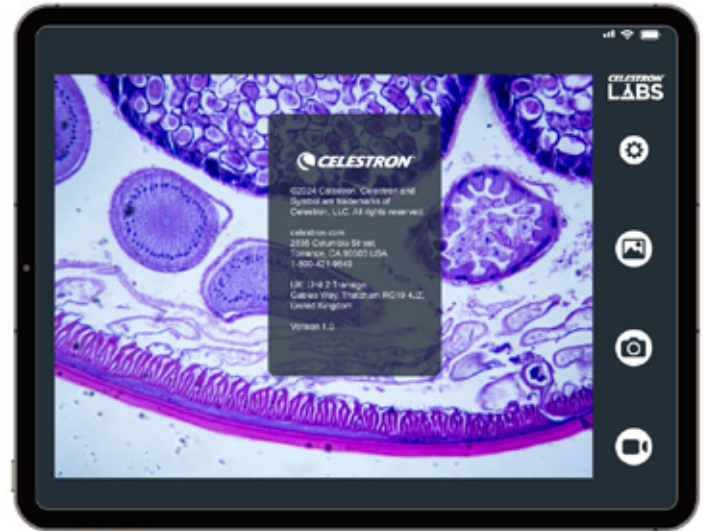 CELESTRON
LABS
CELESTRON
©2024 Celestron. Celestron and
Symbol are trademarks of
Celestron, LLC. All rights reserved.
celestron.com
2835 Columbia Street,
Torrance, CA 90503 USA
1-800-421-9649
UK: Unit 2 Transigo
Gables Way, Thatcham RG19 4JZ,
United Kingdom
Version 1.0